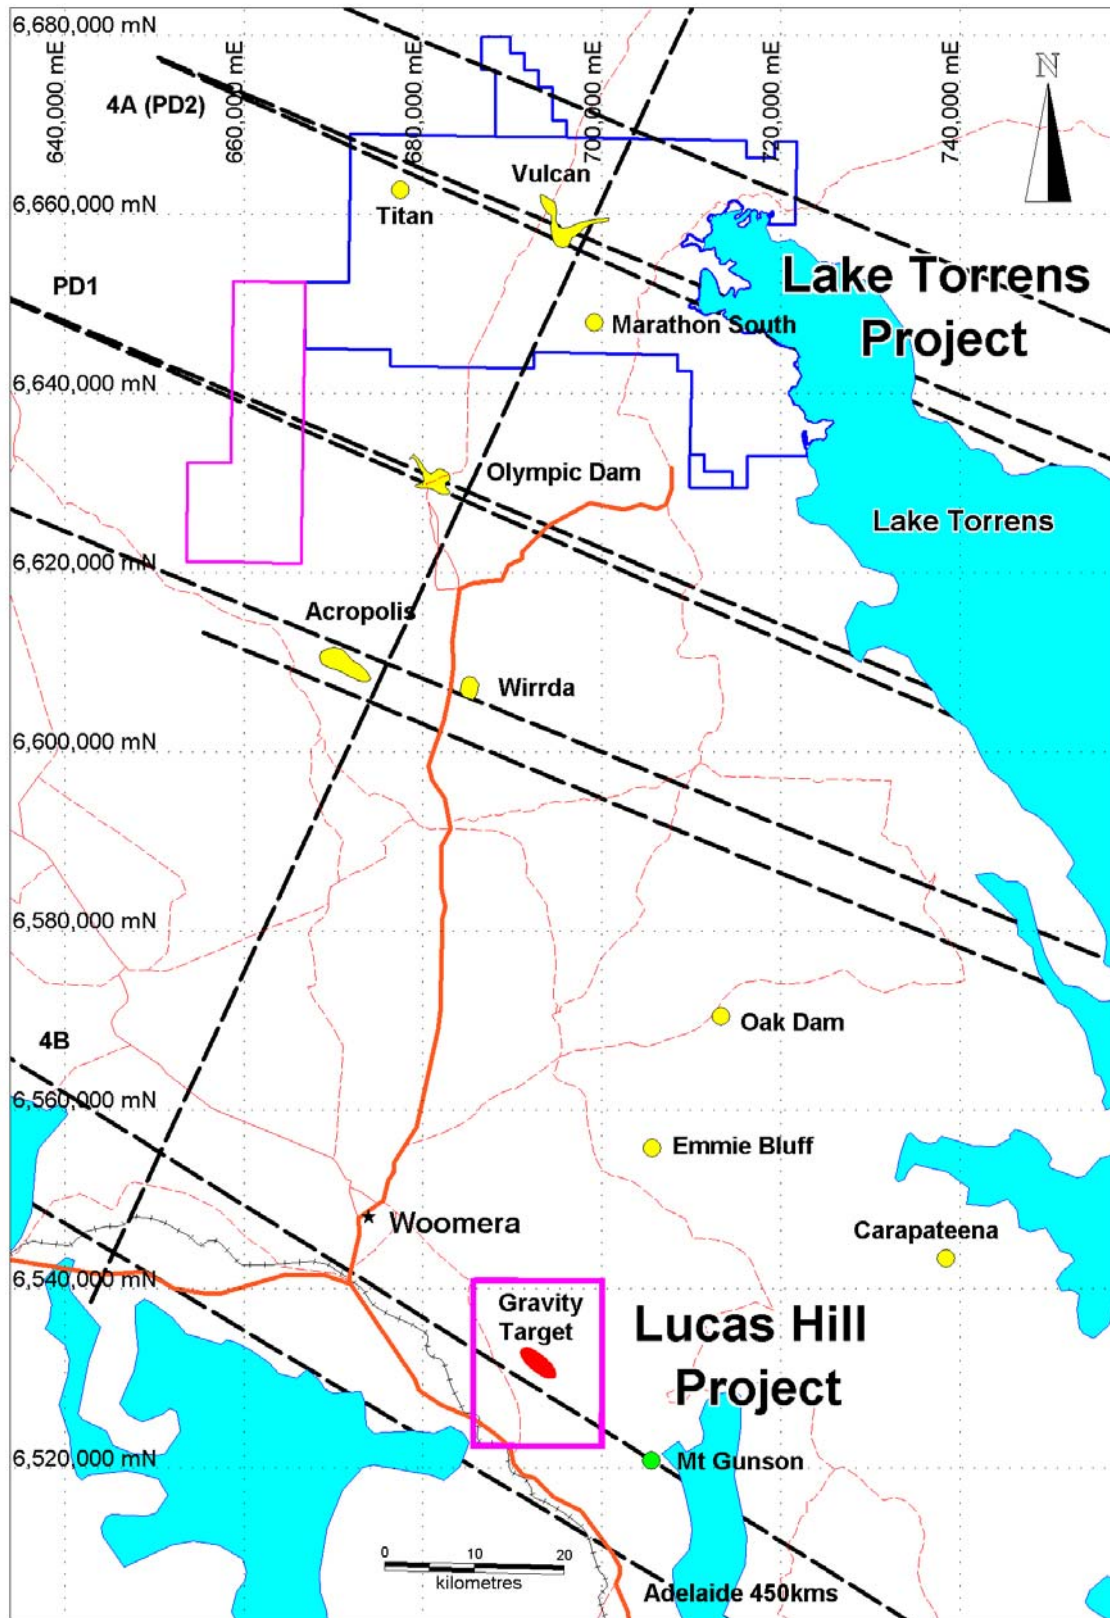 6,680,000 mN
640,000 mE
660,000 mE
680,000 mE
700,000 mE
720,000 mE
740,000 mE
N
4A (PD2)
Vulcan
Titan
6,660,000 mN
Lake Torrens
Project
PD1
Marathon South
6,640,000 mN
Olympic Dam
Lake Torrens
6,620,000 mN
Acropolis
Wirrda
6,600,000 mN
6,580,000 mN
Oak Dam
4B
6,560,000 mN
Emmie Bluff
Woomera
Carapateena
6,540,000 mN
Gravity
Target
Lucas Hill
Project
6,520,000 mN
Mt Gunson
0 10 20
kilometres
Adelaide 450kms